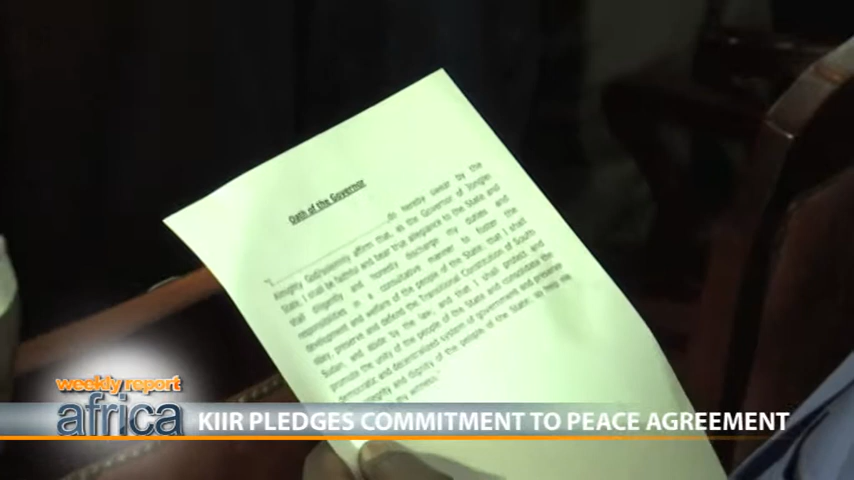 Oath of the Governor
"I, do hereby swear by the
Almighty God/solemnly affirm that, as the Governor of Jonglei
State, I shall be faithful and bear true allegiance to the State and
shall diligently and honestly discharge my duties and
responsibilities in a consultative manner to foster the
development and welfare of the people of the State; that I shall
obey, preserve and defend the Transitional Constitution of South
Sudan, and abide by the law; and that I shall protect and
promote the unity of the people of the State and consolidate the
democratic and decentralized system of government and preserve
integrity and dignity of the people of the State; so help me
my witness."
weekly report
africa
KIIR PLEDGES COMMITMENT TO PEACE AGREEMENT